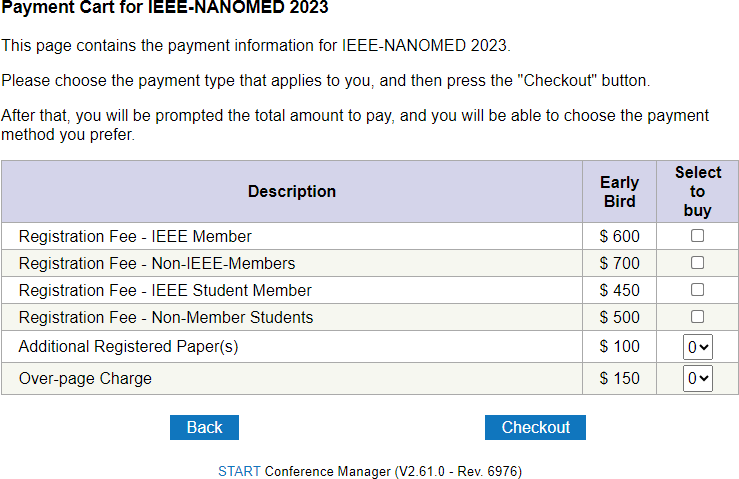 Payment Cart for IEEE-NANOMED 2023
This page contains the payment information for IEEE-NANOMED 2023.
Please choose the payment type that applies to you, and then press the "Checkout" button.
After that, you will be prompted the total amount to pay, and you will be able to choose the payment
method you prefer.
Description Early Bird Select to buy
Registration Fee - IEEE Member $ 600
Registration Fee - Non-IEEE-Members $ 700
Registration Fee - IEEE Student Member $ 450
Registration Fee - Non-Member Students $ 500
Additional Registered Paper(s) $ 100 0
Over-page Charge $ 150 0
Back Checkout
START Conference Manager (V2.61.0 - Rev. 6976)